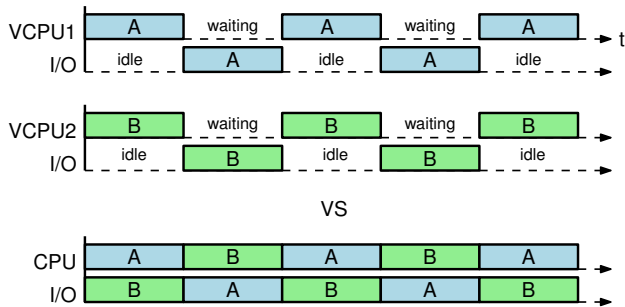 VCPU1 A waiting A waiting A t
I/O idle A idle A idle
VCPU2 B waiting B waiting B
I/O idle B idle B idle
VS
CPU A B A B A
I/O B A B A B